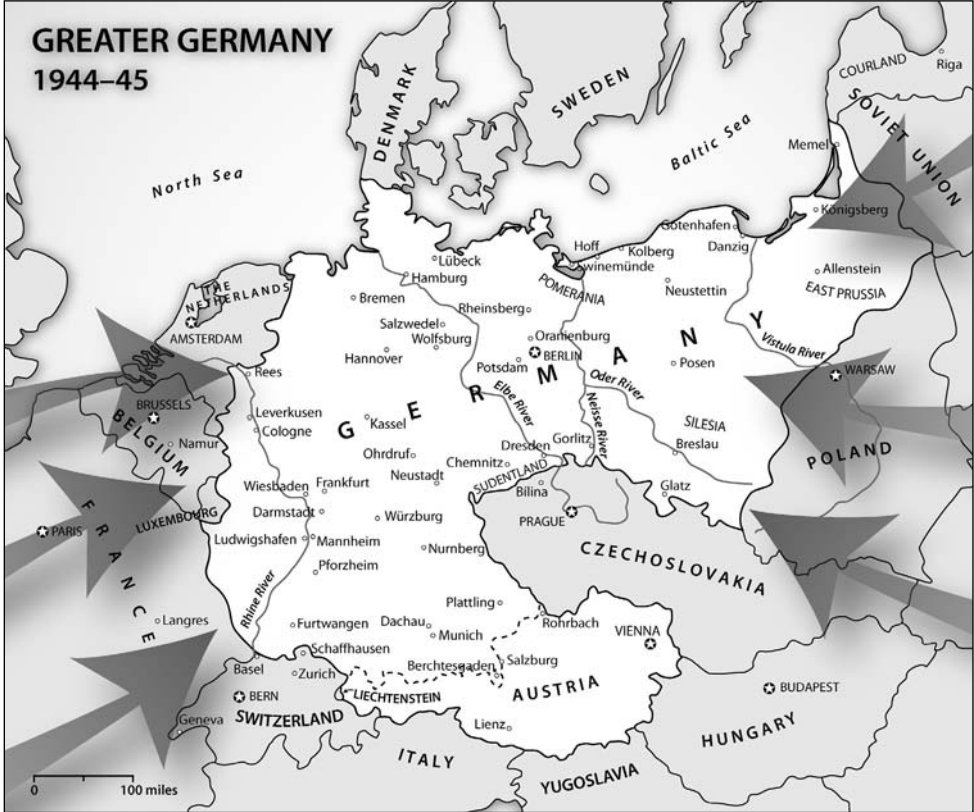 GREATER GERMANY
1944–45
North Sea
DENMARK
SWEDEN
Baltic Sea
COURLAND
Riga
SOVIET UNION
Memel
Königsberg
Gotenhafen
Danzig
Hoff
Kolberg
Swinemünde
Lübeck
Hamburg
POMERANIA
Neustettin
Allenstein
EAST PRUSSIA
THE
NETHERLANDS
AMSTERDAM
Bremen
Rheinsberg
Salzwedel
Wolfsburg
Oranienburg
BERLIN
Hannover
Potsdam
Posen
Vistula River
WARSAW
GERMANY
Rees
Elbe River
Oder River
Neisse River
BRUSSELS
BELGIUM
Leverkusen
Cologne
Kassel
SILESIA
Namur
Ohrdruf
Dresden
Gorlitz
Breslau
POLAND
Neustadt
Chemnitz
SUDENTLAND
Wiesbaden
Frankfurt
Bilina
Glatz
FRANCE
PARIS
LUXEMBOURG
Darmstadt
Würzburg
PRAGUE
Ludwigshafen
Mannheim
Nurnberg
CZECHOSLOVAKIA
Pforzheim
Rhine River
Plattling
Rohrbach
Langres
Furtwangen
Dachau
Munich
VIENNA
Schaffhausen
Basel
Zurich
Berchtesgaden
Salzburg
BERN
LIECHTENSTEIN
AUSTRIA
BUDAPEST
Geneva
SWITZERLAND
Lienz
HUNGARY
ITALY
YUGOSLAVIA
0
100 miles